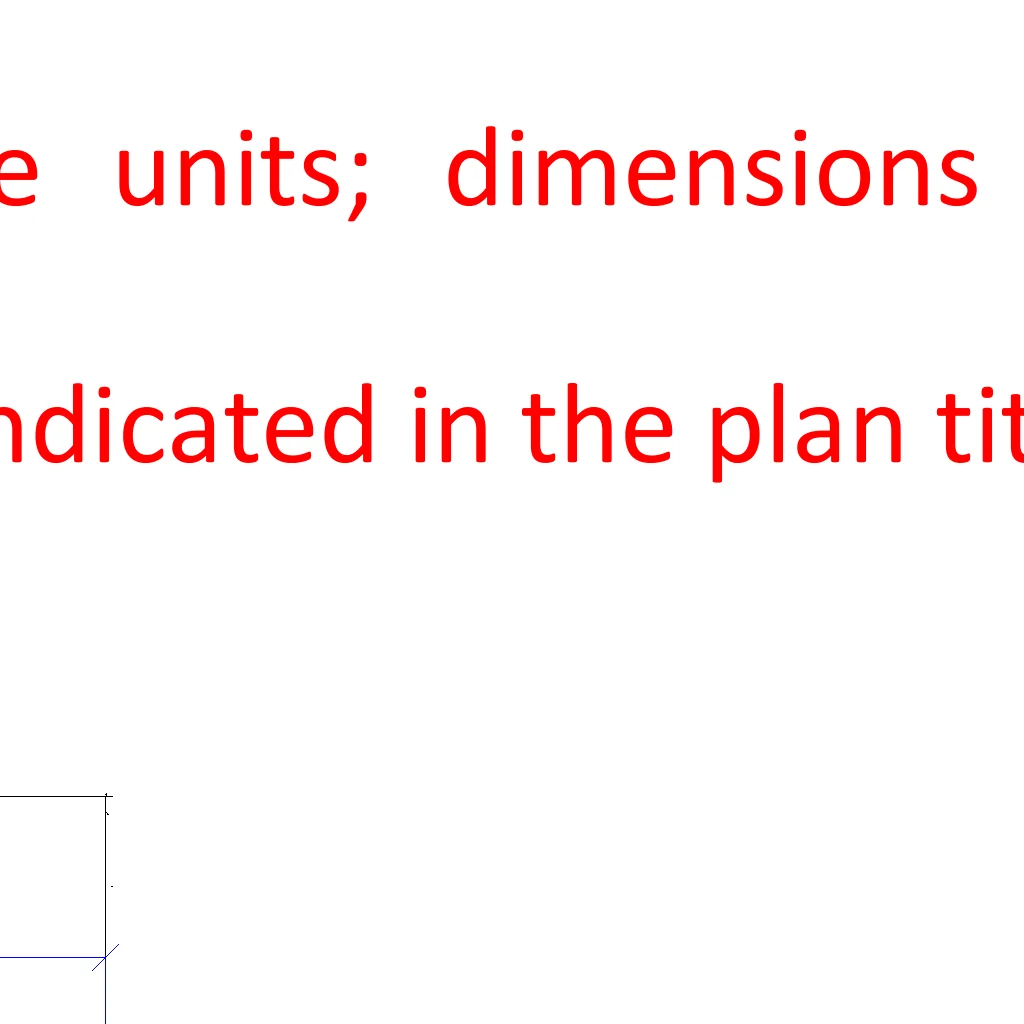 e units; dimensions
ndicated in the plan tit